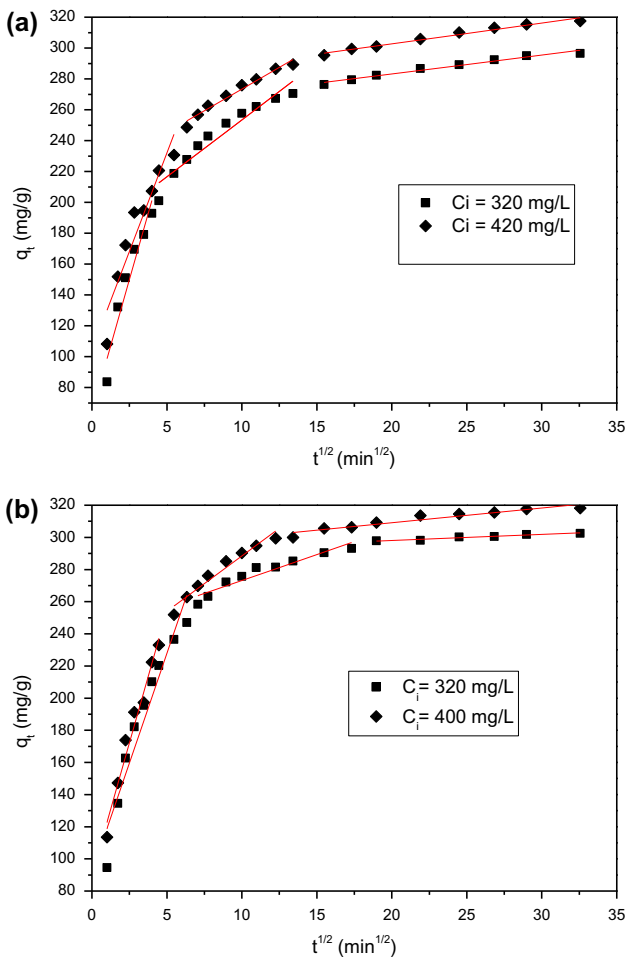 (a)
320
300
280
260
240
220
200
180
160
140
120
100
80
q_t (mg/g)
Ci = 320 mg/L
Ci = 420 mg/L
0 5 10 15 20 25 30 35
t^{1/2} (min^{1/2})
(b)
320
300
280
260
240
220
200
180
160
140
120
100
80
q_t (mg/g)
C_i= 320 mg/L
C_i= 400 mg/L
0 5 10 15 20 25 30 35
t^{1/2} (min^{1/2})